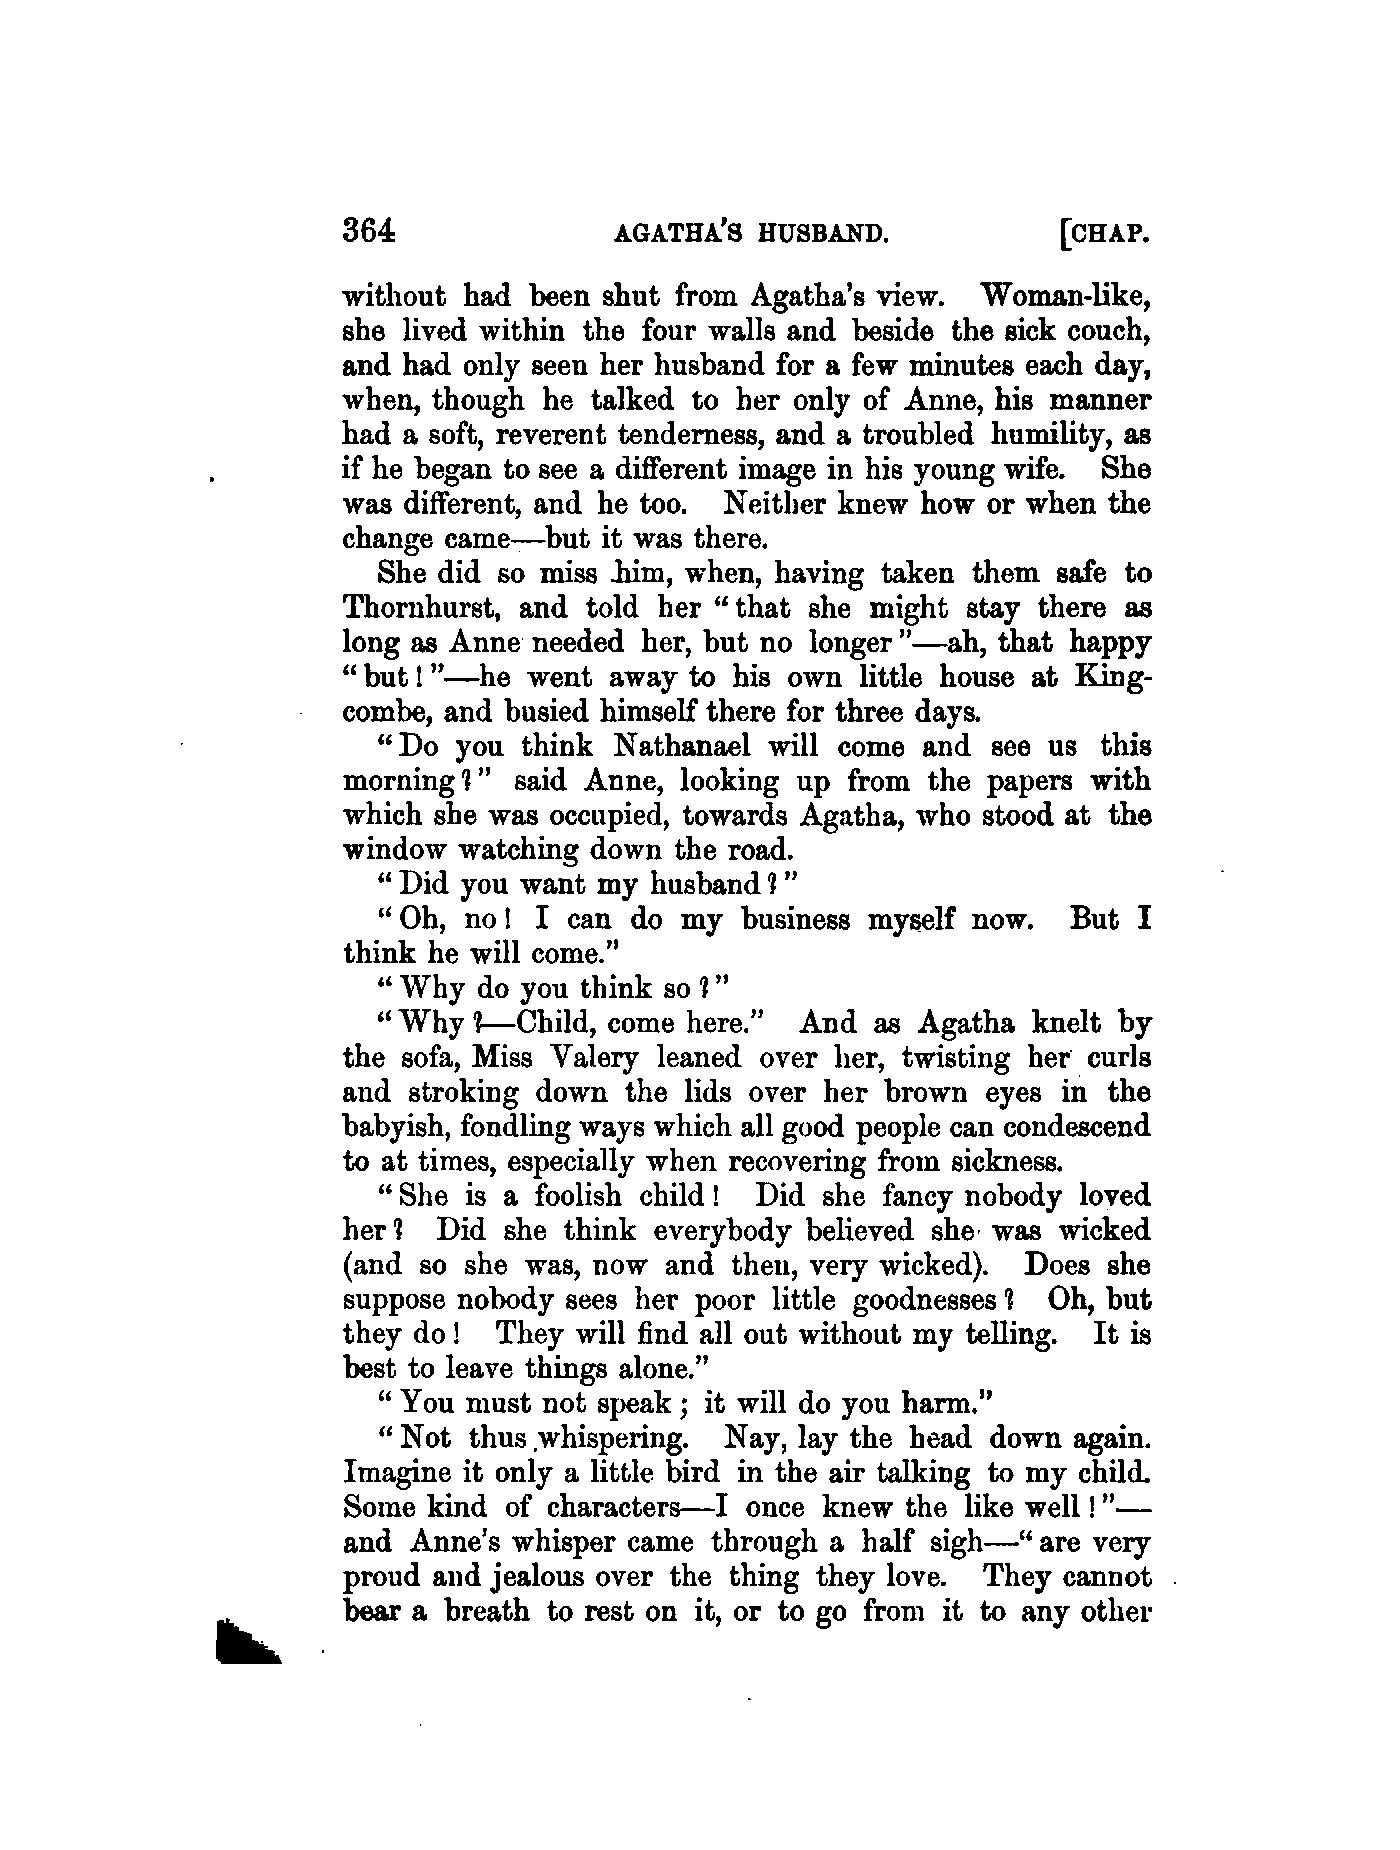 364 AGATHA'S HUSBAND. [CHAP.
without had been shut from Agatha's view. Woman-like,
she lived within the four walls and beside the sick couch,
and had only seen her husband for a few minutes each day,
when, though he talked to her only of Anne, his manner
had a soft, reverent tenderness, and a troubled humility, as
if he began to see a different image in his young wife. She
was different, and he too. Neither knew how or when the
change came—but it was there.
She did so miss him, when, having taken them safe to
Thornhurst, and told her "that she might stay there as
long as Anne needed her, but no longer"—ah, that happy
"but!"—he went away to his own little house at King-
combe, and busied himself there for three days.
"Do you think Nathanael will come and see us this
morning?" said Anne, looking up from the papers with
which she was occupied, towards Agatha, who stood at the
window watching down the road.
"Did you want my husband?"
"Oh, no! I can do my business myself now. But I
think he will come."
"Why do you think so?"
"Why?—Child, come here." And as Agatha knelt by
the sofa, Miss Valery leaned over her, twisting her curls
and stroking down the lids over her brown eyes in the
babyish, fondling ways which all good people can condescend
to at times, especially when recovering from sickness.
"She is a foolish child! Did she fancy nobody loved
her? Did she think everybody believed she was wicked
(and so she was, now and then, very wicked). Does she
suppose nobody sees her poor little goodnesses? Oh, but
they do! They will find all out without my telling. It is
best to leave things alone."
"You must not speak; it will do you harm."
"Not thus whispering. Nay, lay the head down again.
Imagine it only a little bird in the air talking to my child.
Some kind of characters—I once knew the like well!"—
and Anne's whisper came through a half sigh—"are very
proud and jealous over the thing they love. They cannot
bear a breath to rest on it, or to go from it to any other